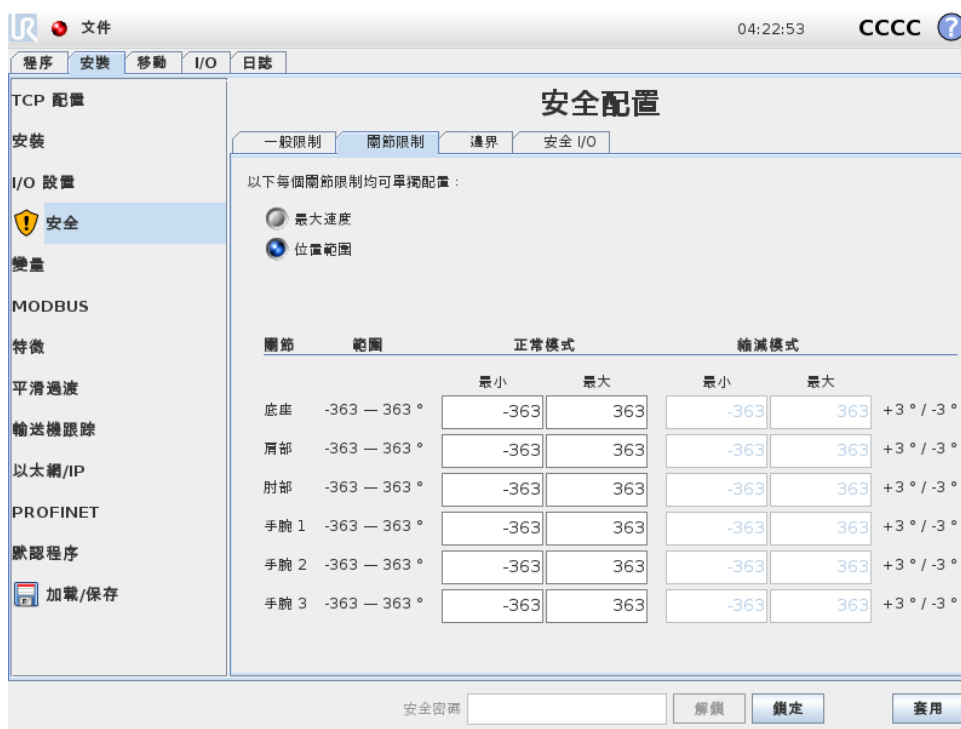 UR 文件 04:22:53 CCCC ?
程序 安裝 移動 I/O 日誌
TCP 配置
安裝
I/O 設置
安全
變量
MODBUS
特徵
平滑過渡
輸送機跟踪
以太網/IP
PROFINET
默認程序
加載/保存
安全配置
一般限制 關節限制 邊界 安全 I/O
以下每個關節限制均可單獨配置:
最大速度
位置範圍
關節 範圍 正常模式 縮減模式
最小 最大 最小 最大
底座 -363 — 363 ° -363 363 -363 363 +3 ° / -3 °
肩部 -363 — 363 ° -363 363 -363 363 +3 ° / -3 °
肘部 -363 — 363 ° -363 363 -363 363 +3 ° / -3 °
手腕 1 -363 — 363 ° -363 363 -363 363 +3 ° / -3 °
手腕 2 -363 — 363 ° -363 363 -363 363 +3 ° / -3 °
手腕 3 -363 — 363 ° -363 363 -363 363 +3 ° / -3 °
安全密碼 解鎖 鎖定 套用